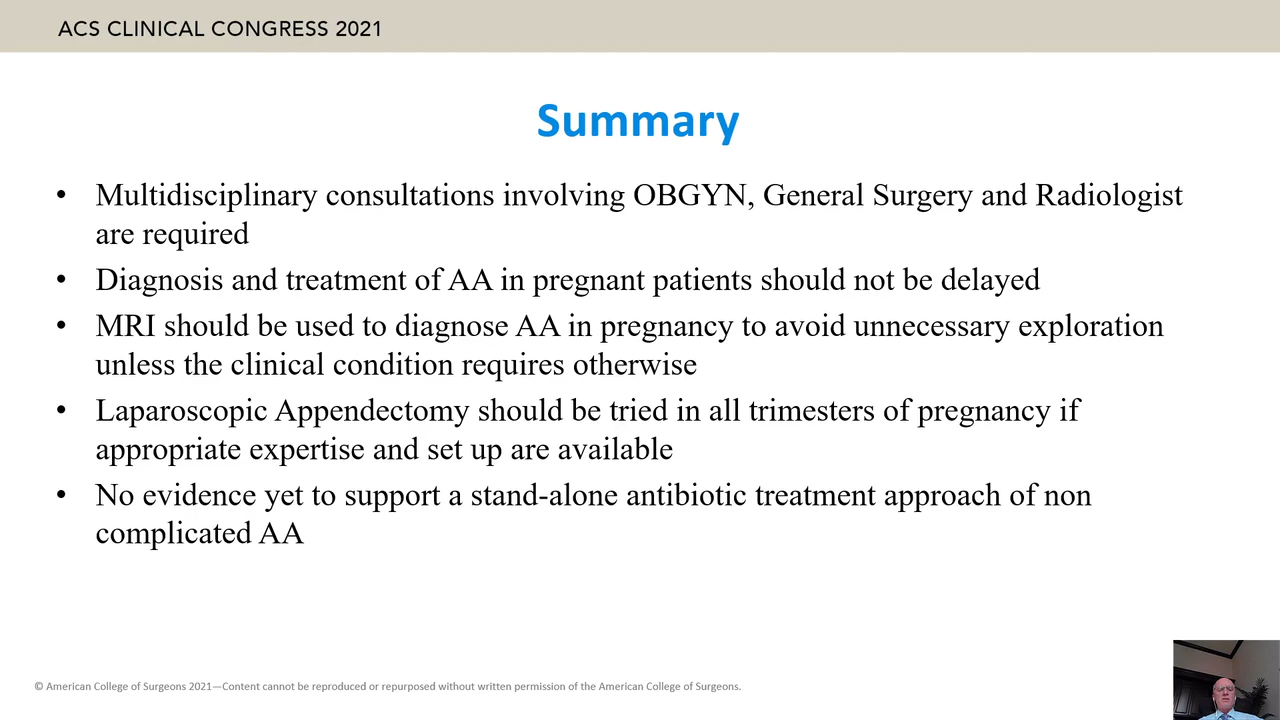 ACS CLINICAL CONGRESS 2021
Summary
• Multidisciplinary consultations involving OBGYN, General Surgery and Radiologist
are required
• Diagnosis and treatment of AA in pregnant patients should not be delayed
• MRI should be used to diagnose AA in pregnancy to avoid unnecessary exploration
unless the clinical condition requires otherwise
• Laparoscopic Appendectomy should be tried in all trimesters of pregnancy if
appropriate expertise and set up are available
• No evidence yet to support a stand-alone antibiotic treatment approach of non
complicated AA
© American College of Surgeons 2021—Content cannot be reproduced or repurposed without written permission of the American College of Surgeons.